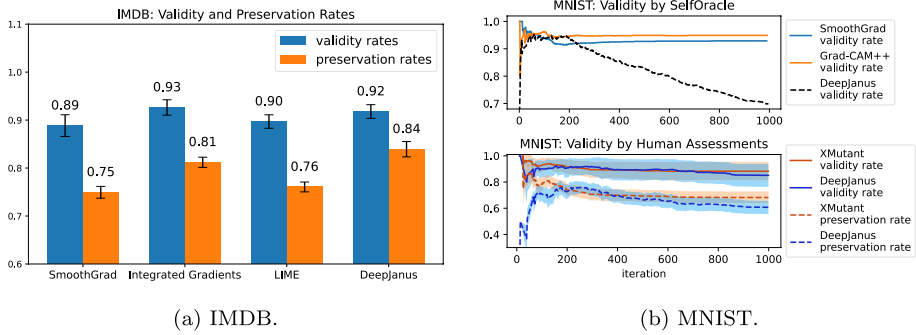 IMDB: Validity and Preservation Rates
1.1
1.0
0.9
0.8
0.7
0.6
validity rates
preservation rates
0.89
0.75
0.93
0.81
0.90
0.76
0.92
0.84
SmoothGrad
Integrated Gradients
LIME
DeepJanus
(a) IMDB.
MNIST: Validity by SelfOracle
1.0
0.9
0.8
0.7
0
200
400
600
800
1000
SmoothGrad
validity rate
Grad-CAM++
validity rate
DeepJanus
validity rate
MNIST: Validity by Human Assessments
1.0
0.8
0.6
0.4
0
200
400
600
800
1000
iteration
XMutant
validity rate
DeepJanus
validity rate
XMutant
preservation rate
DeepJanus
preservation rate
(b) MNIST.